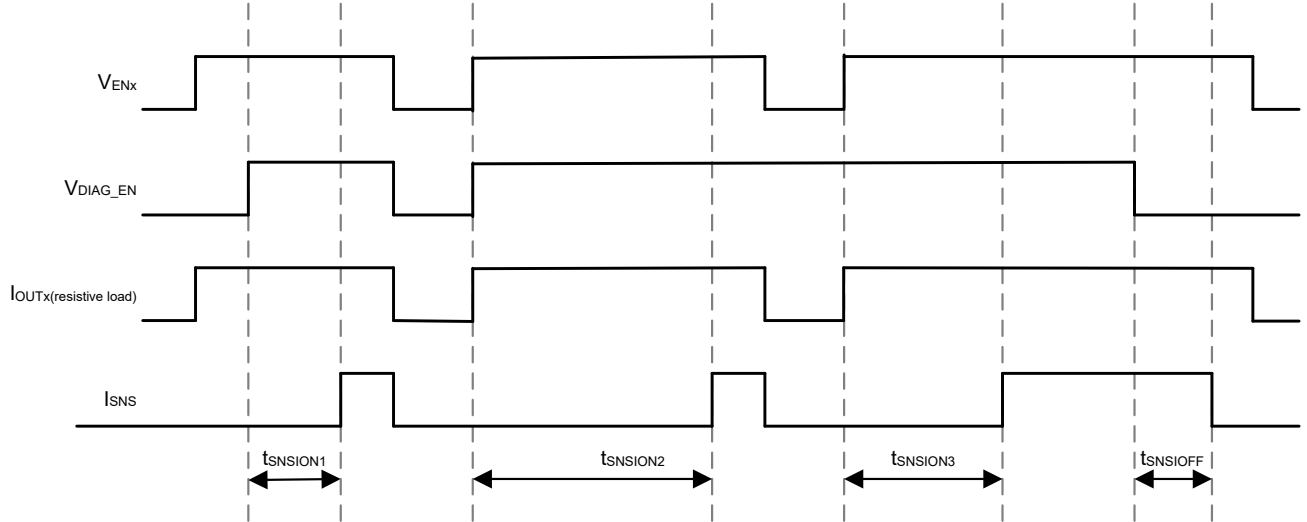 VENx
VDIAG_EN
IOUTx(resistive load)
ISNS
tSNSION1
tSNSION2
tSNSION3
tSNSIOFF